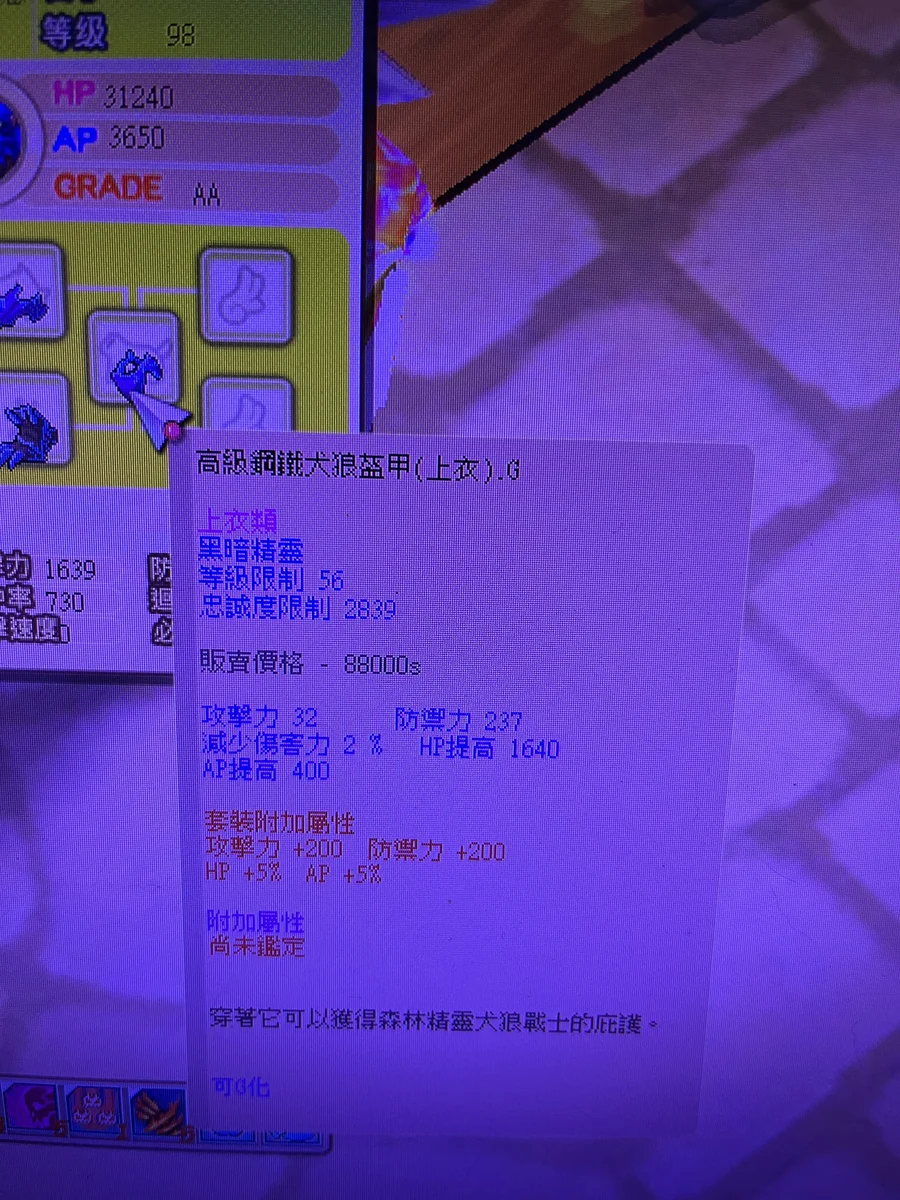 等级 98
HP 31240
AP 3650
GRADE AA
高級鋼鐵犬狼盔甲(上衣).G
上衣類
黑暗精靈
等級限制 56
忠誠度限制 2839
力 1639 防
率 730
速度 必
販賣價格 - 88000s
攻擊力 32 防禦力 237
減少傷害力 2 % HP提高 1640
AP提高 400
套裝附加屬性
攻擊力 +200 防禦力 +200
HP +5% AP +5%
附加屬性
尚未鑑定
穿著它可以獲得森林精靈犬狼戰士的庇護。
可G化